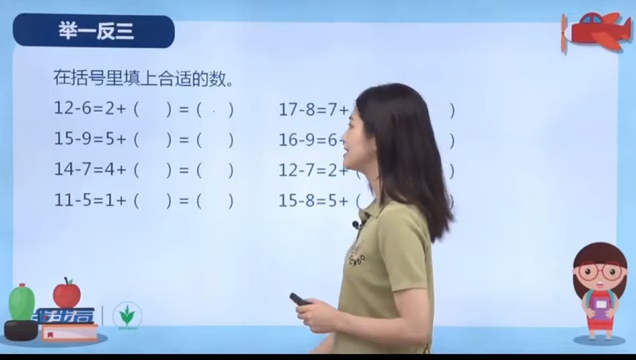 举一反三
在括号里填上合适的数。
12-6=2+(　)=(　)
17-8=7+　)
15-9=5+(　)=(　)
16-9=6+　)
14-7=4+(　)=(　)
12-7=2+(　)
11-5=1+(　)=(　)
15-8=5+(